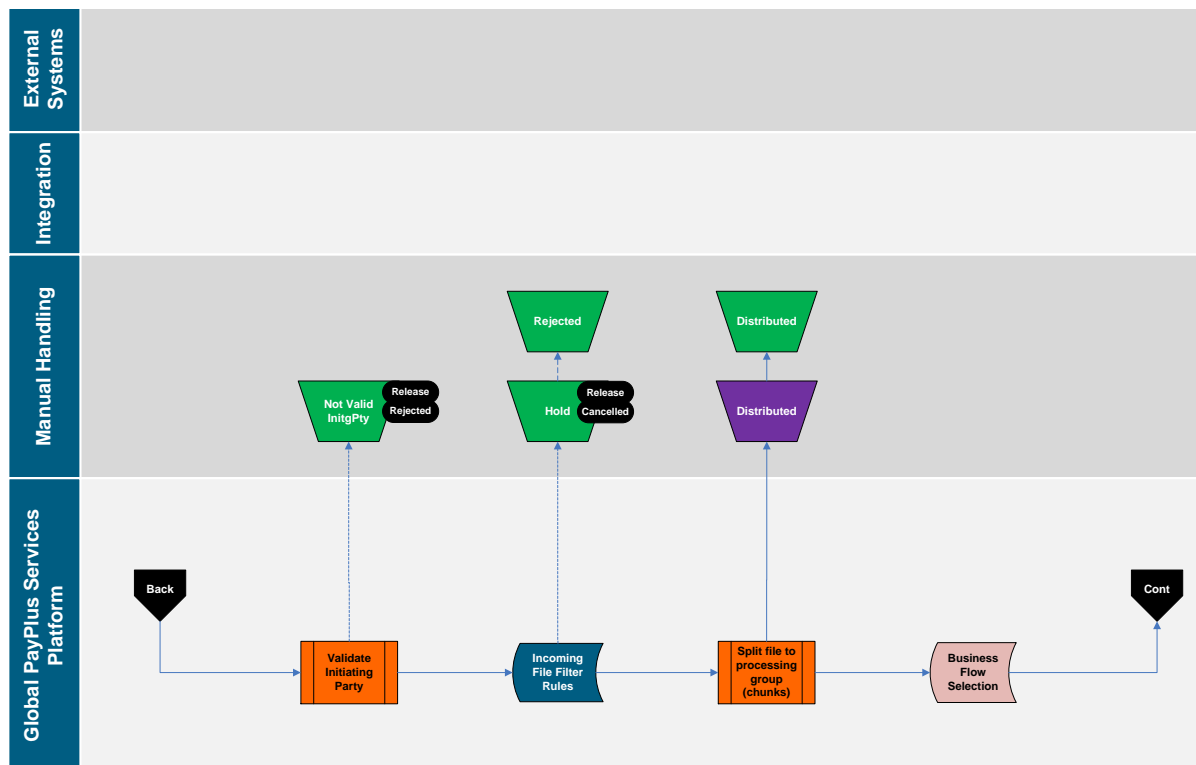 External
Systems
Integration
Manual Handling
Rejected
Distributed
Not Valid
InitgPty
Release
Rejected
Hold
Release
Cancelled
Distributed
Global PayPlus Services
Platform
Back
Cont
Validate
Initiating
Party
Incoming
File Filter
Rules
Split file to
processing
group
(chunks)
Business
Flow
Selection